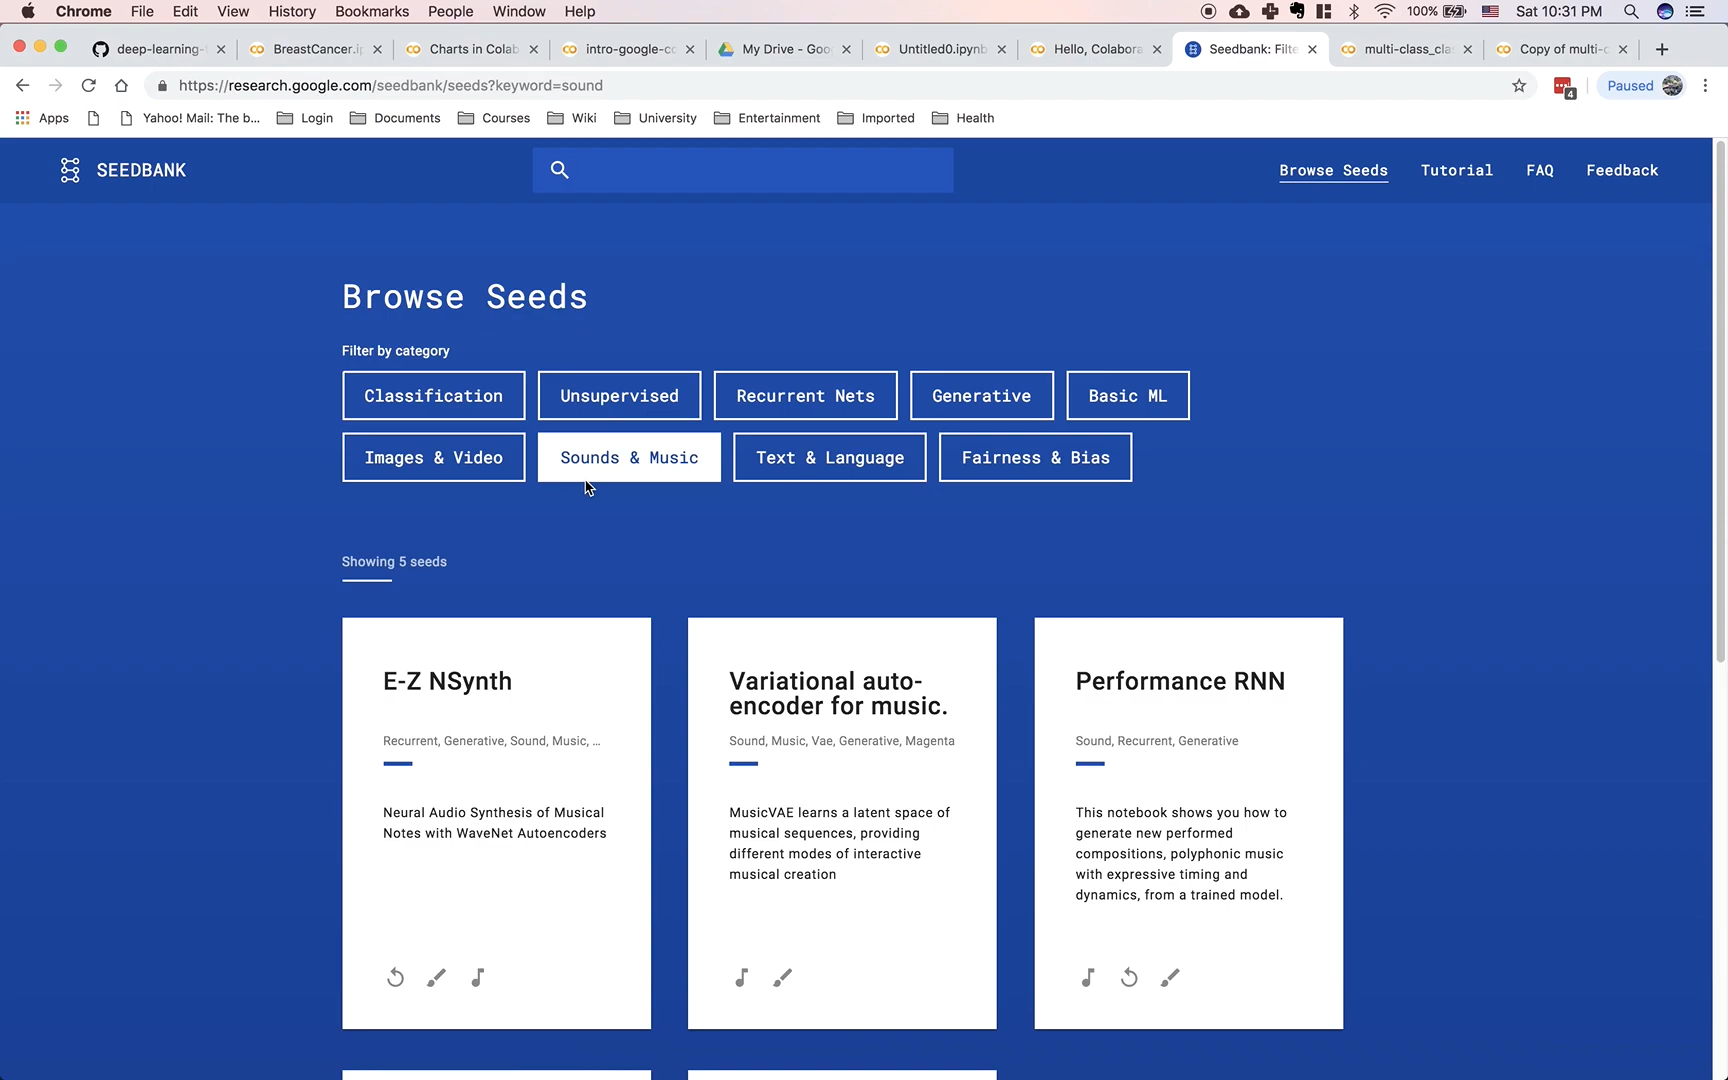 Chrome File Edit View History Bookmarks People Window Help 100% Sat 10:31 PM
deep-learning- BreastCancer.i Charts in Colab intro-google-co My Drive - Goo Untitled0.ipynb Hello, Colabora Seedbank: Filte multi-class_cla Copy of multi-c
https://research.google.com/seedbank/seeds?keyword=sound 4 Paused
Apps Yahoo! Mail: The b... Login Documents Courses Wiki University Entertainment Imported Health
SEEDBANK Browse Seeds Tutorial FAQ Feedback
Browse Seeds
Filter by category
Classification Unsupervised Recurrent Nets Generative Basic ML
Images & Video Sounds & Music Text & Language Fairness & Bias
Showing 5 seeds
E-Z NSynth
Recurrent, Generative, Sound, Music, ...
Neural Audio Synthesis of Musical
Notes with WaveNet Autoencoders
Variational auto-
encoder for music.
Sound, Music, Vae, Generative, Magenta
MusicVAE learns a latent space of
musical sequences, providing
different modes of interactive
musical creation
Performance RNN
Sound, Recurrent, Generative
This notebook shows you how to
generate new performed
compositions, polyphonic music
with expressive timing and
dynamics, from a trained model.